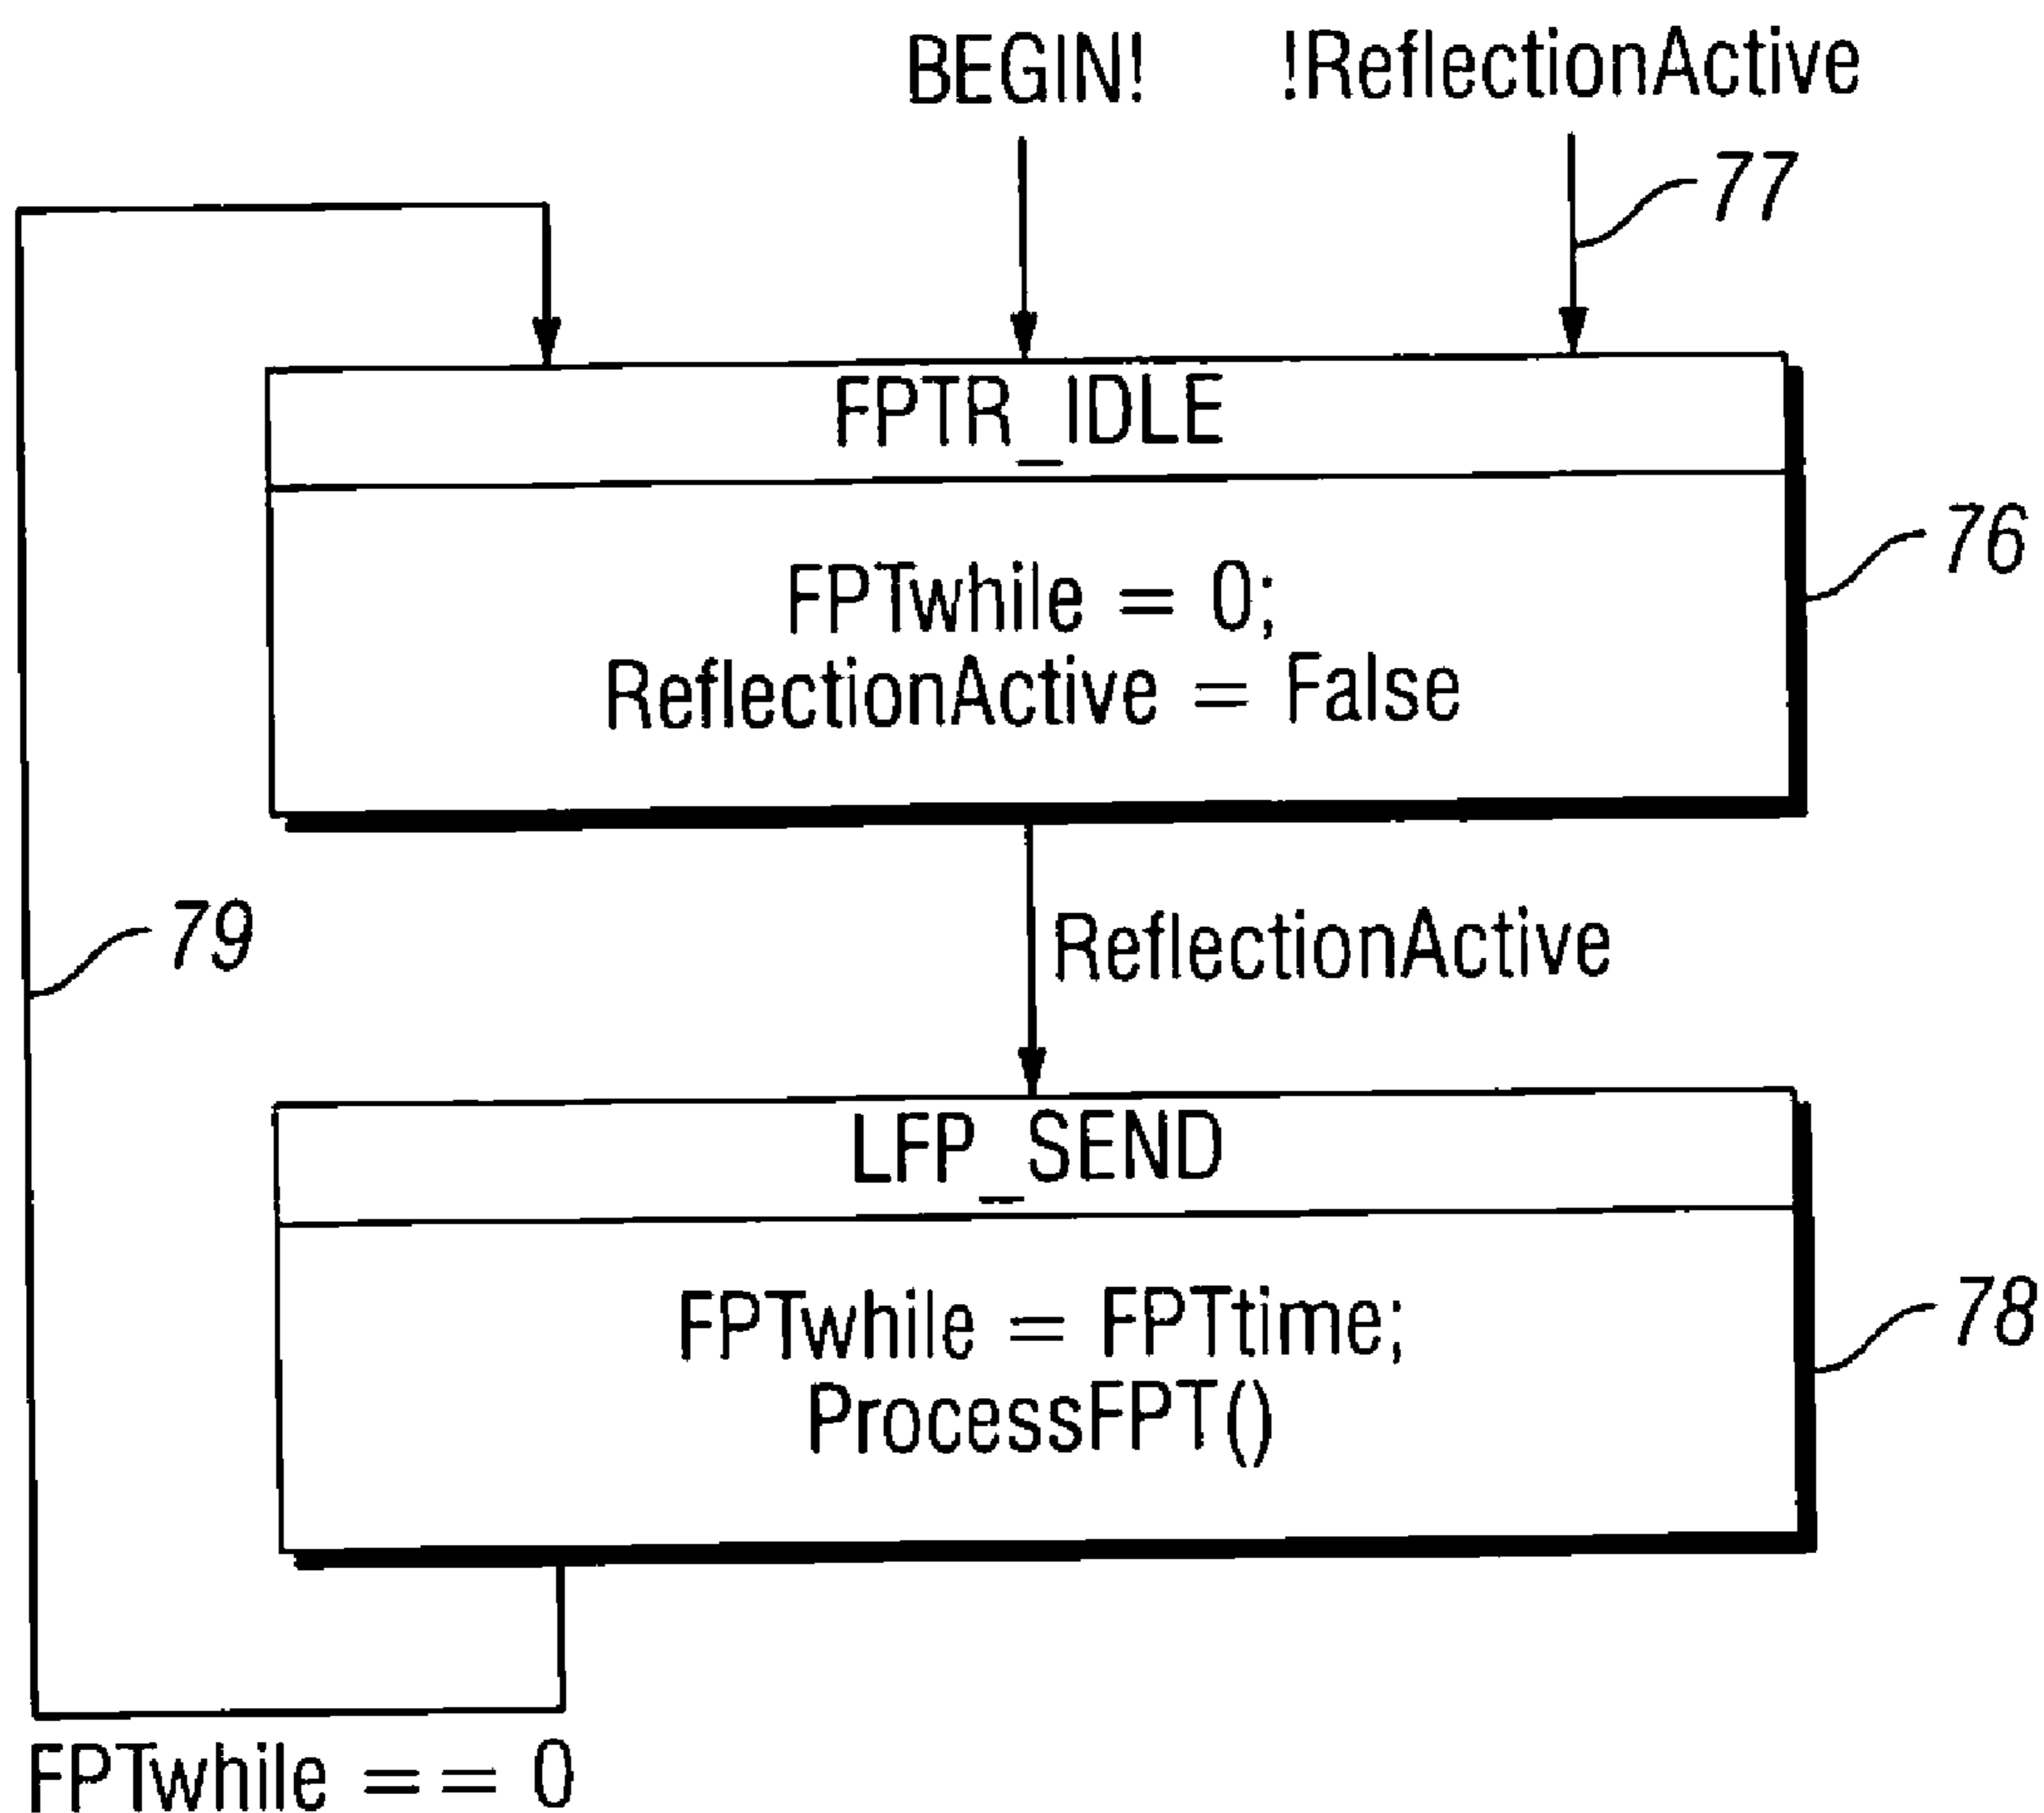 BEGIN!
!ReflectionActive
77
FPTR_IDLE
FPTwhile = 0;
ReflectionActive = False
76
79
ReflectionActive
LFP_SEND
FPTwhile = FPTtime;
ProcessFPT()
78
FPTwhile == 0